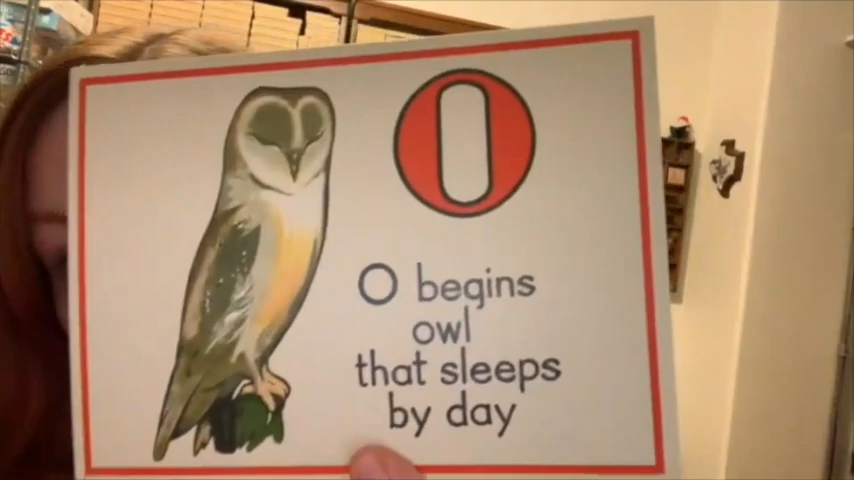 O
O begins
owl
that sleeps
by day